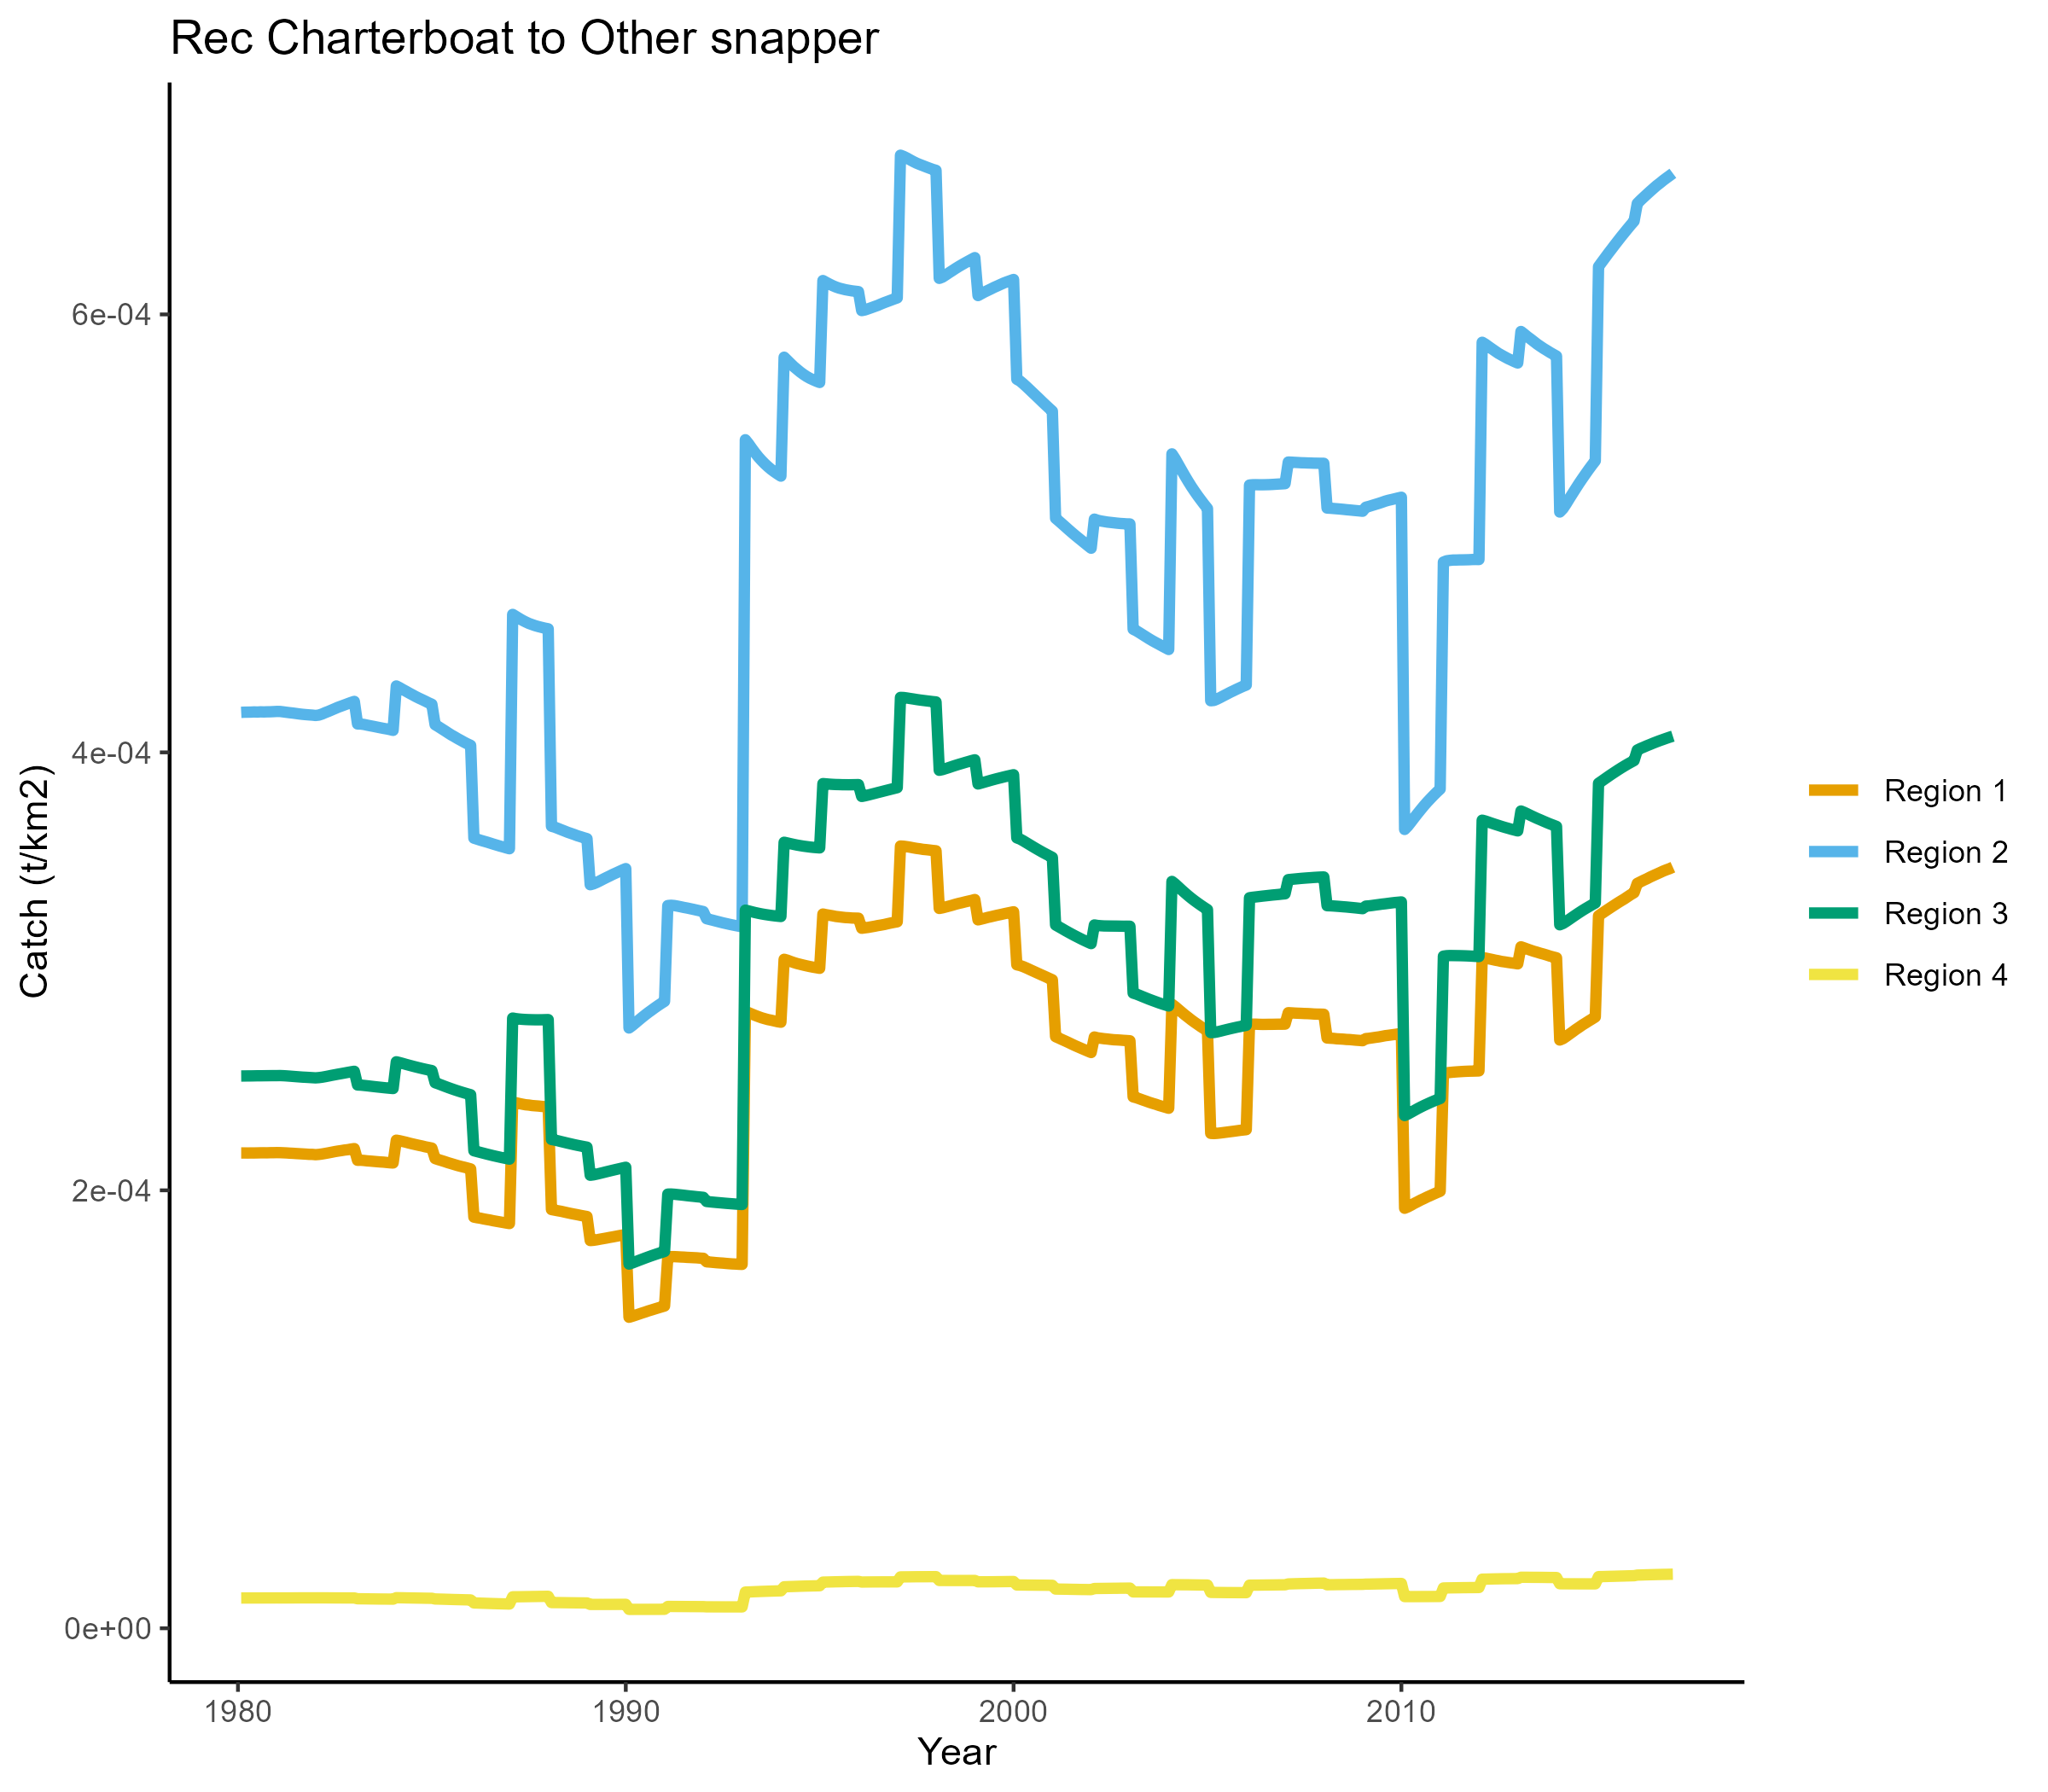 Rec Charterboat to Other snapper
Catch (t/km2)
6e-04
4e-04
2e-04
0e+00
1980
1990
2000
2010
Year
Region 1
Region 2
Region 3
Region 4